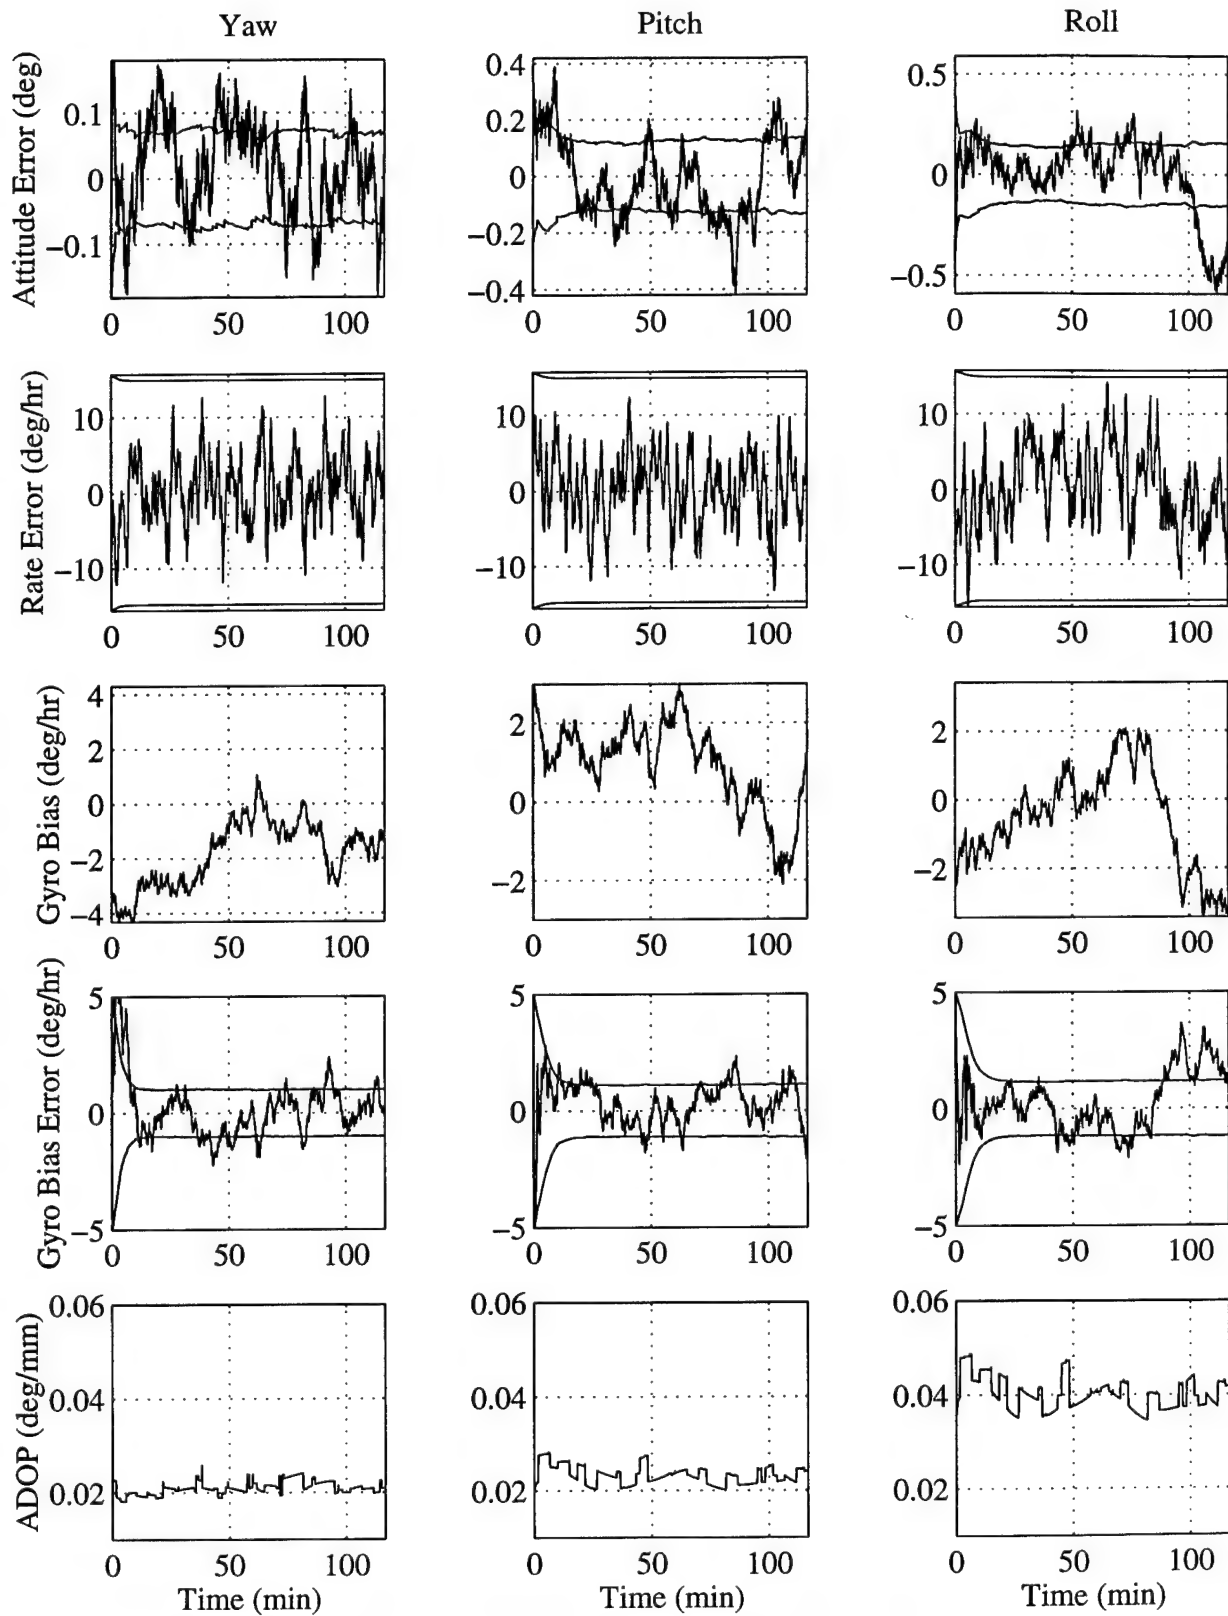 Yaw Pitch Roll
Attitude Error (deg)
0.1
0
−0.1
0 50 100
0.4
0.2
0
−0.2
−0.4
0 50 100
0.5
0
−0.5
0 50 100
Rate Error (deg/hr)
10
0
−10
0 50 100
10
0
−10
0 50 100
10
0
−10
0 50 100
Gyro Bias (deg/hr)
4
2
0
−2
−4
0 50 100
2
0
−2
0 50 100
2
0
−2
0 50 100
Gyro Bias Error (deg/hr)
5
0
−5
0 50 100
5
0
−5
0 50 100
5
0
−5
0 50 100
ADOP (deg/mm)
0.06
0.04
0.02
0 50 100
Time (min)
0.06
0.04
0.02
0 50 100
Time (min)
0.06
0.04
0.02
0 50 100
Time (min)